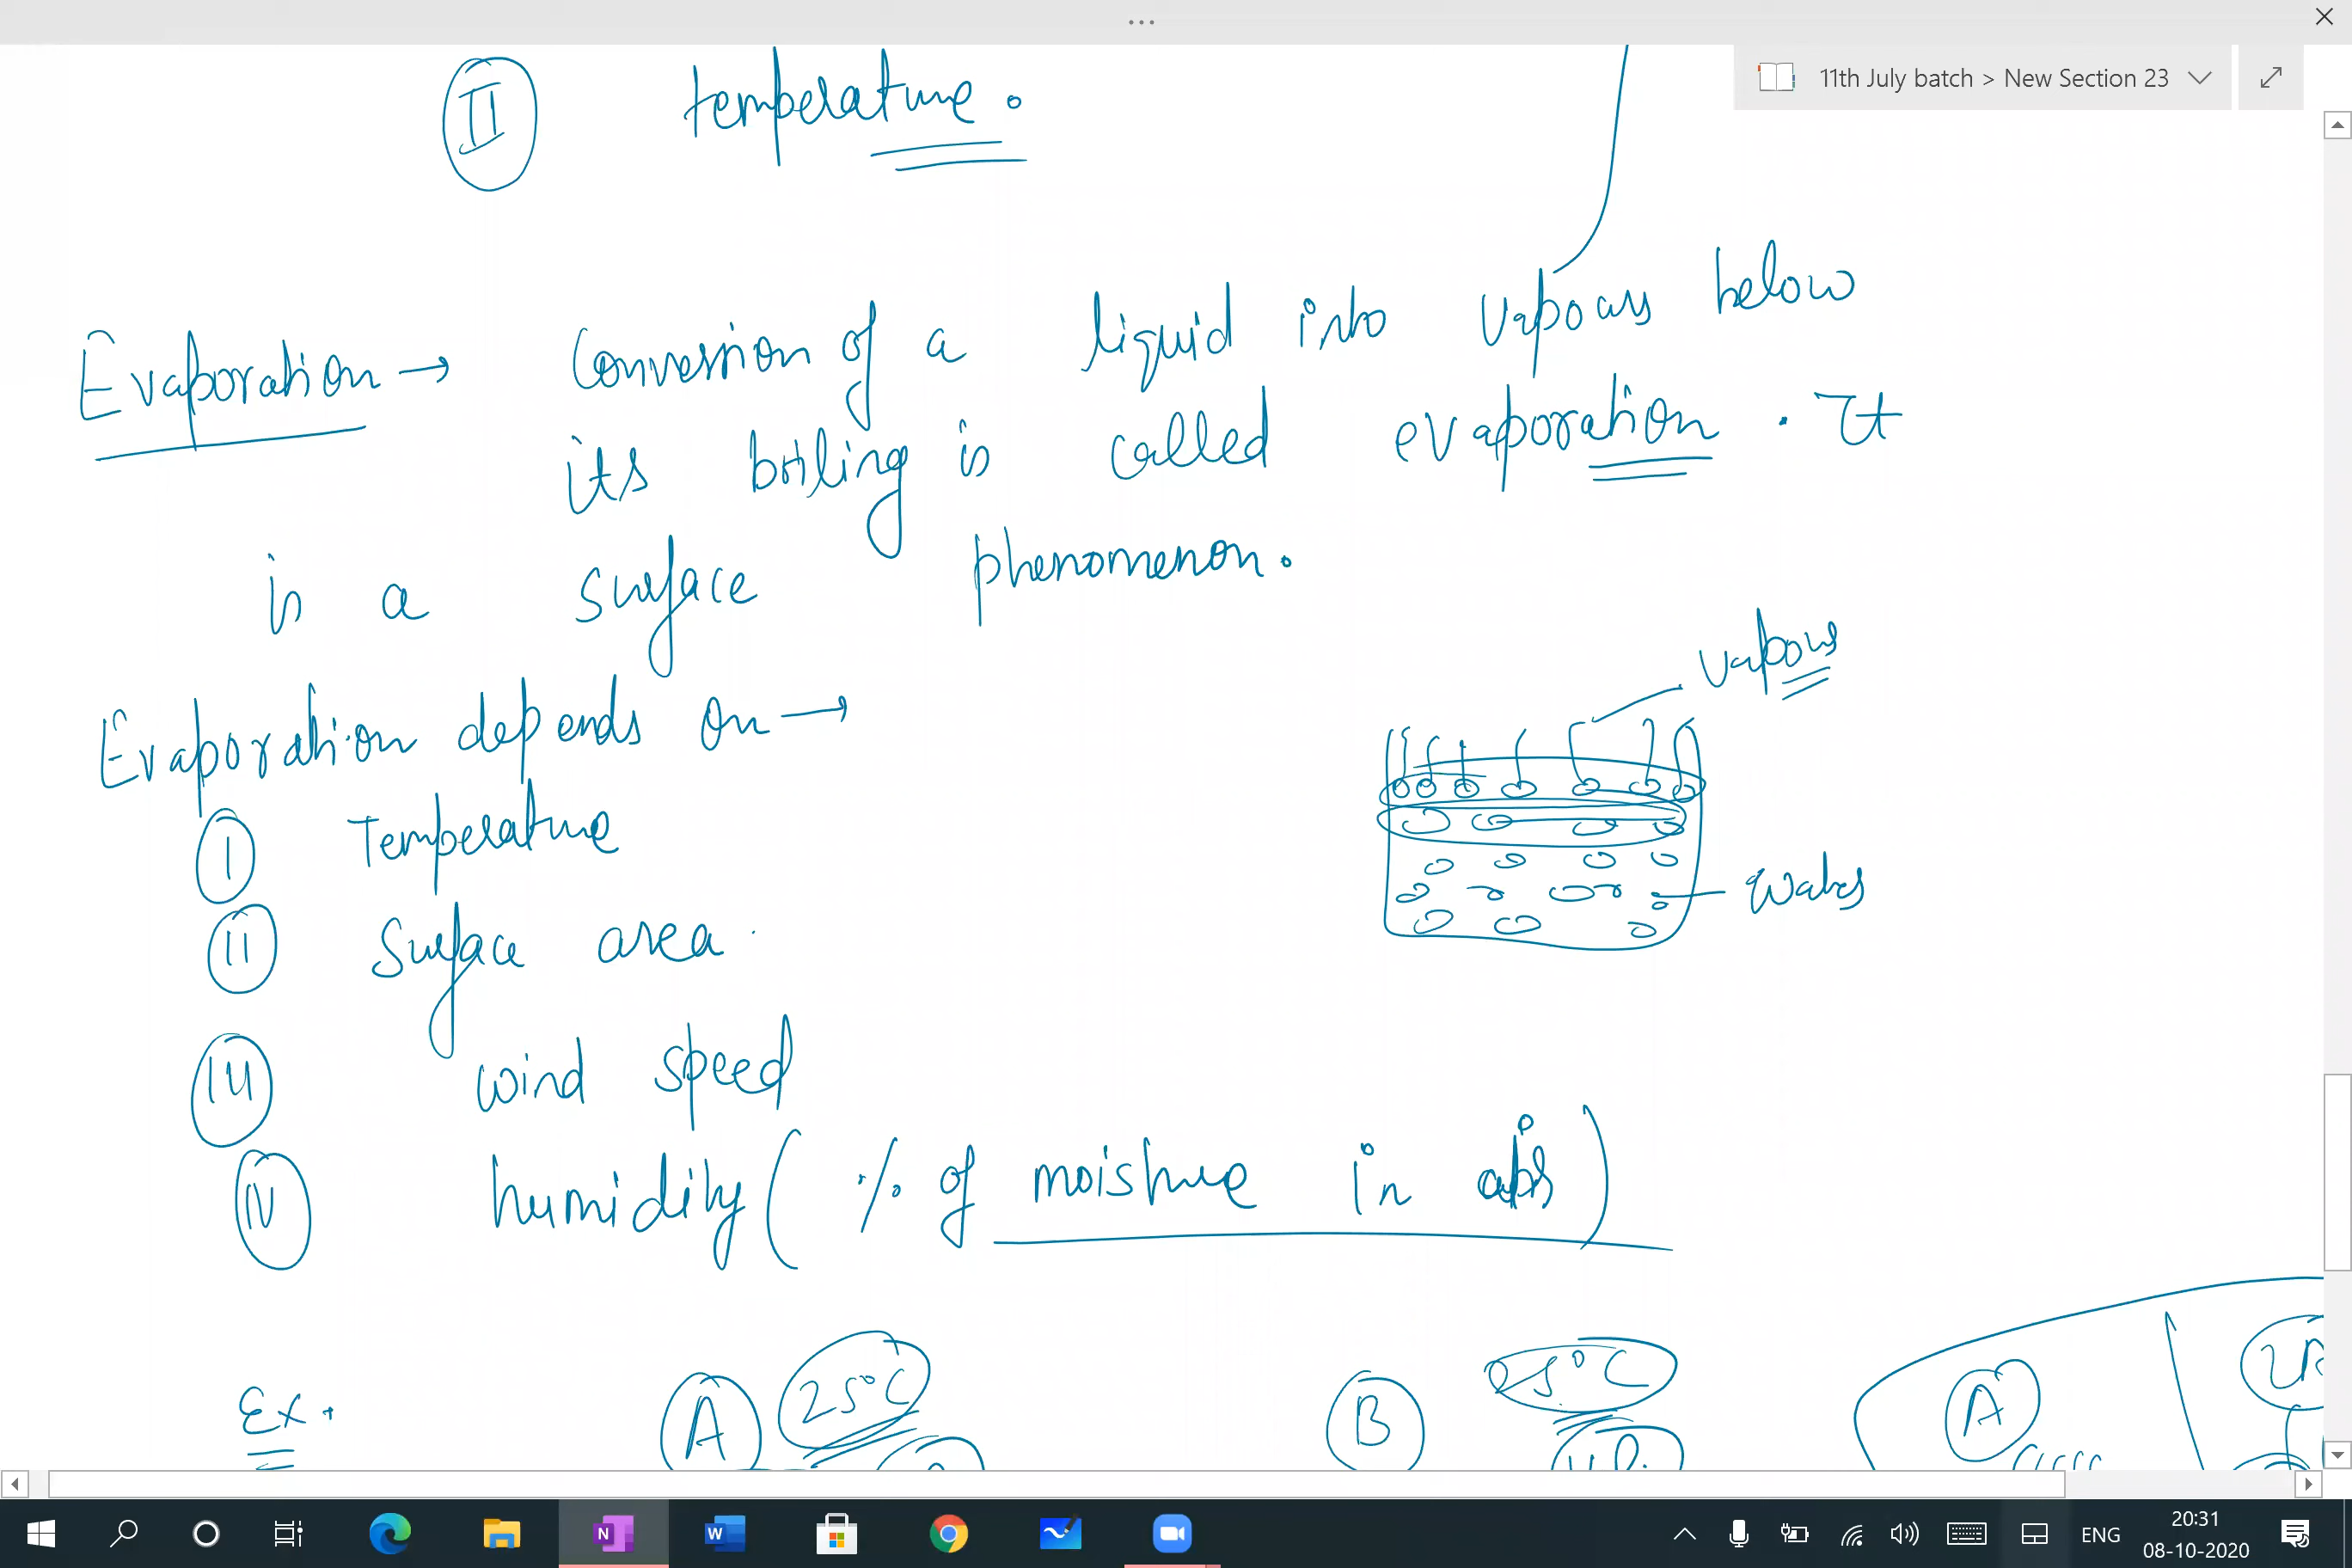 ...
11th July batch > New Section 23
II temperature.
Evaporation → Conversion of a liquid into vapours below
its boiling is called evaporation. It
is a surface phenomenon.
vapours
Evaporation depends on →
I Temperature
II Surface area.
water
III wind speed
IV humidity ( % of moisture in air )
Ex. A 25°C B 25°C A
ENG
20:31
08-10-2020